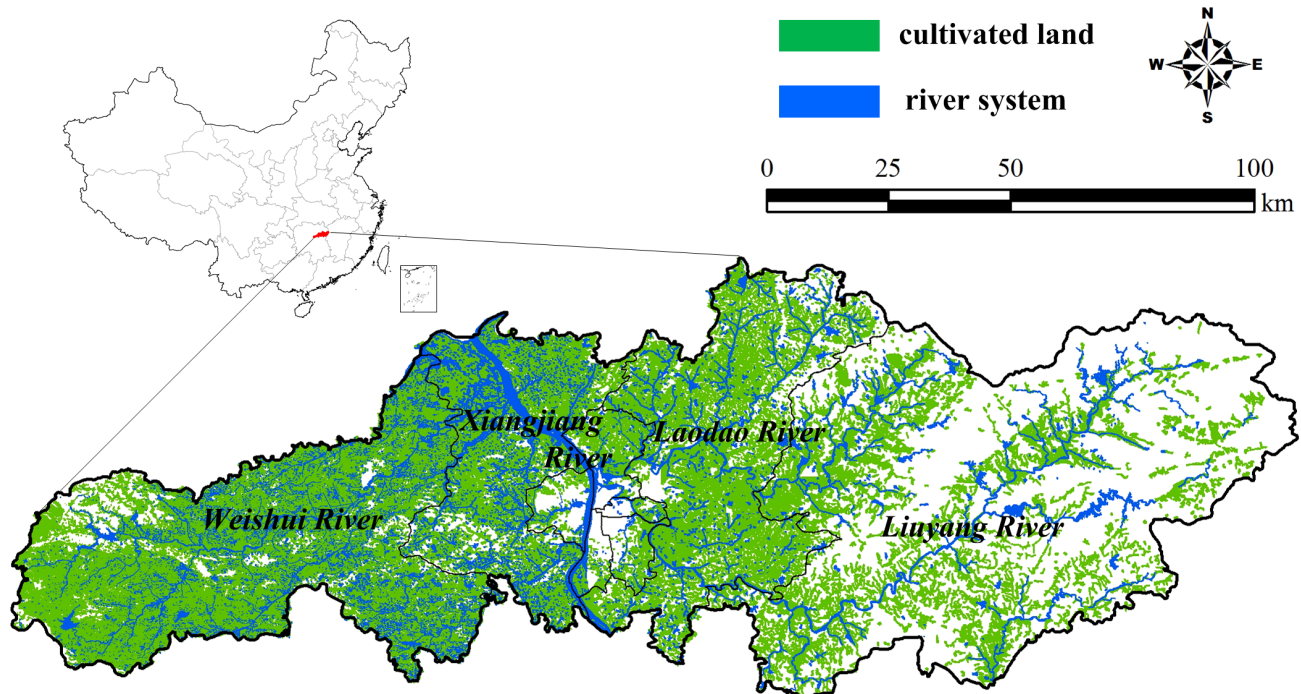 cultivated land
river system
N
W
E
S
0 25 50 100
km
Xiangjiang
River
Laodao River
Weishui River
Liuyang River